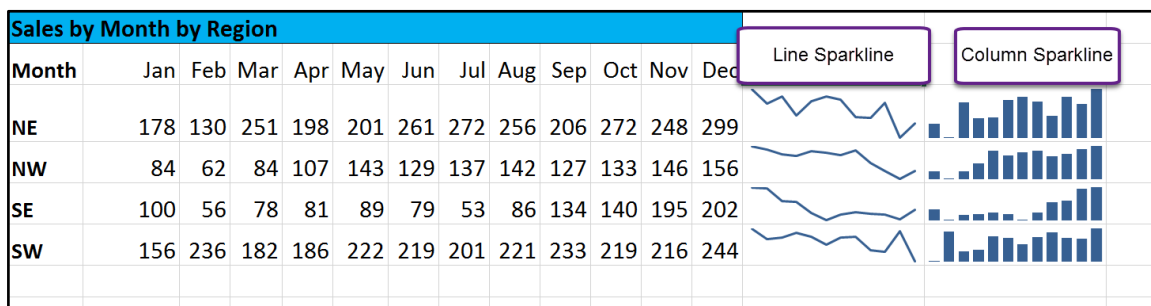 Sales by Month by Region
Line Sparkline Column Sparkline
Month Jan Feb Mar Apr May Jun Jul Aug Sep Oct Nov Dec
NE 178 130 251 198 201 261 272 256 206 272 248 299
NW 84 62 84 107 143 129 137 142 127 133 146 156
SE 100 56 78 81 89 79 53 86 134 140 195 202
SW 156 236 182 186 222 219 201 221 233 219 216 244